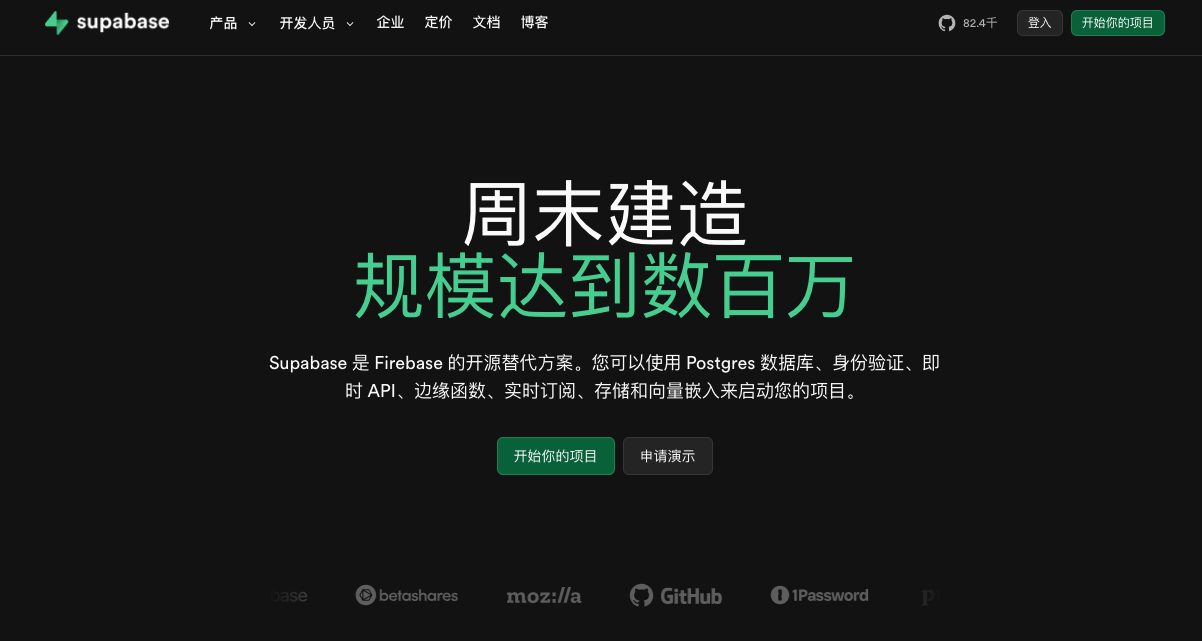 supabase
产品
开发人员
企业
定价
文档
博客
82.4千
登入
开始你的项目
周末建造
规模达到数百万
Supabase 是 Firebase 的开源替代方案。您可以使用 Postgres 数据库、身份验证、即
时 API、边缘函数、实时订阅、存储和向量嵌入来启动您的项目。
开始你的项目
申请演示
base
betashares
moz://a
GitHub
1Password